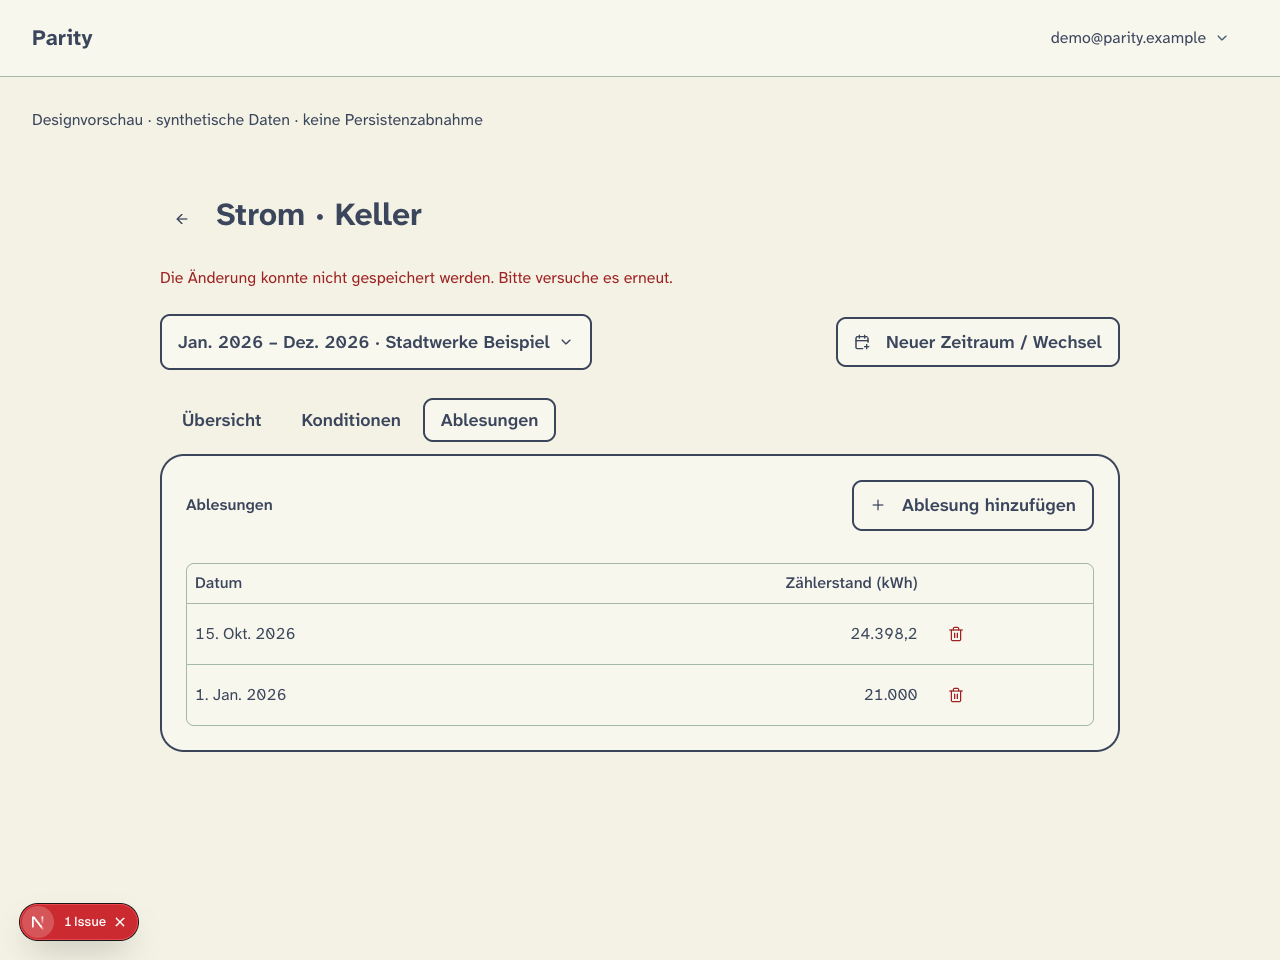 Parity
demo@parity.example
Designvorschau · synthetische Daten · keine Persistenzabnahme
Strom · Keller
Die Änderung konnte nicht gespeichert werden. Bitte versuche es erneut.
Jan. 2026 – Dez. 2026 · Stadtwerke Beispiel
Neuer Zeitraum / Wechsel
Übersicht
Konditionen
Ablesungen
Ablesungen
Ablesung hinzufügen
Datum
Zählerstand (kWh)
15. Okt. 2026
24.398,2
1. Jan. 2026
21.000
N
1 Issue